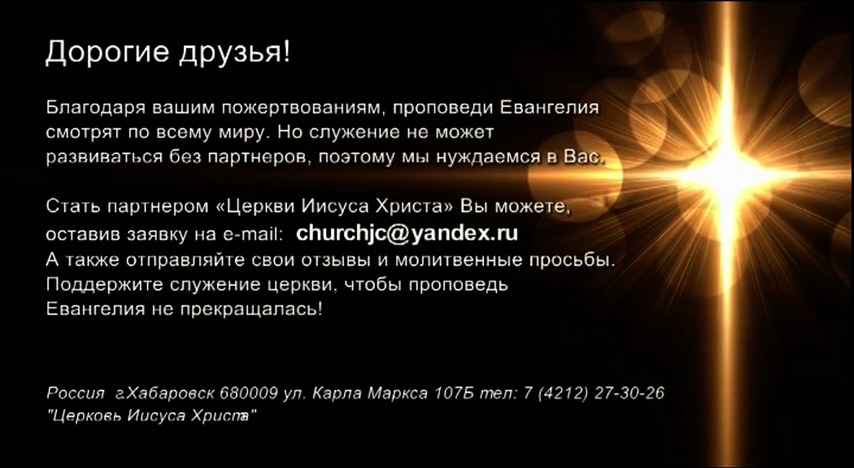 Дорогие друзья!
Благодаря вашим пожертвованиям, проповеди Евангелия
смотрят по всему миру. Но служение не может
развиваться без партнеров, поэтому мы нуждаемся в Вас.
Стать партнером «Церкви Иисуса Христа» Вы можете,
оставив заявку на e-mail: churchjc@yandex.ru
А также отправляйте свои отзывы и молитвенные просьбы.
Поддержите служение церкви, чтобы проповедь
Евангелия не прекращалась!
Россия г.Хабаровск 680009 ул. Карла Маркса 107Б тел: 7 (4212) 27-30-26
"Церковь Иисуса Христа"